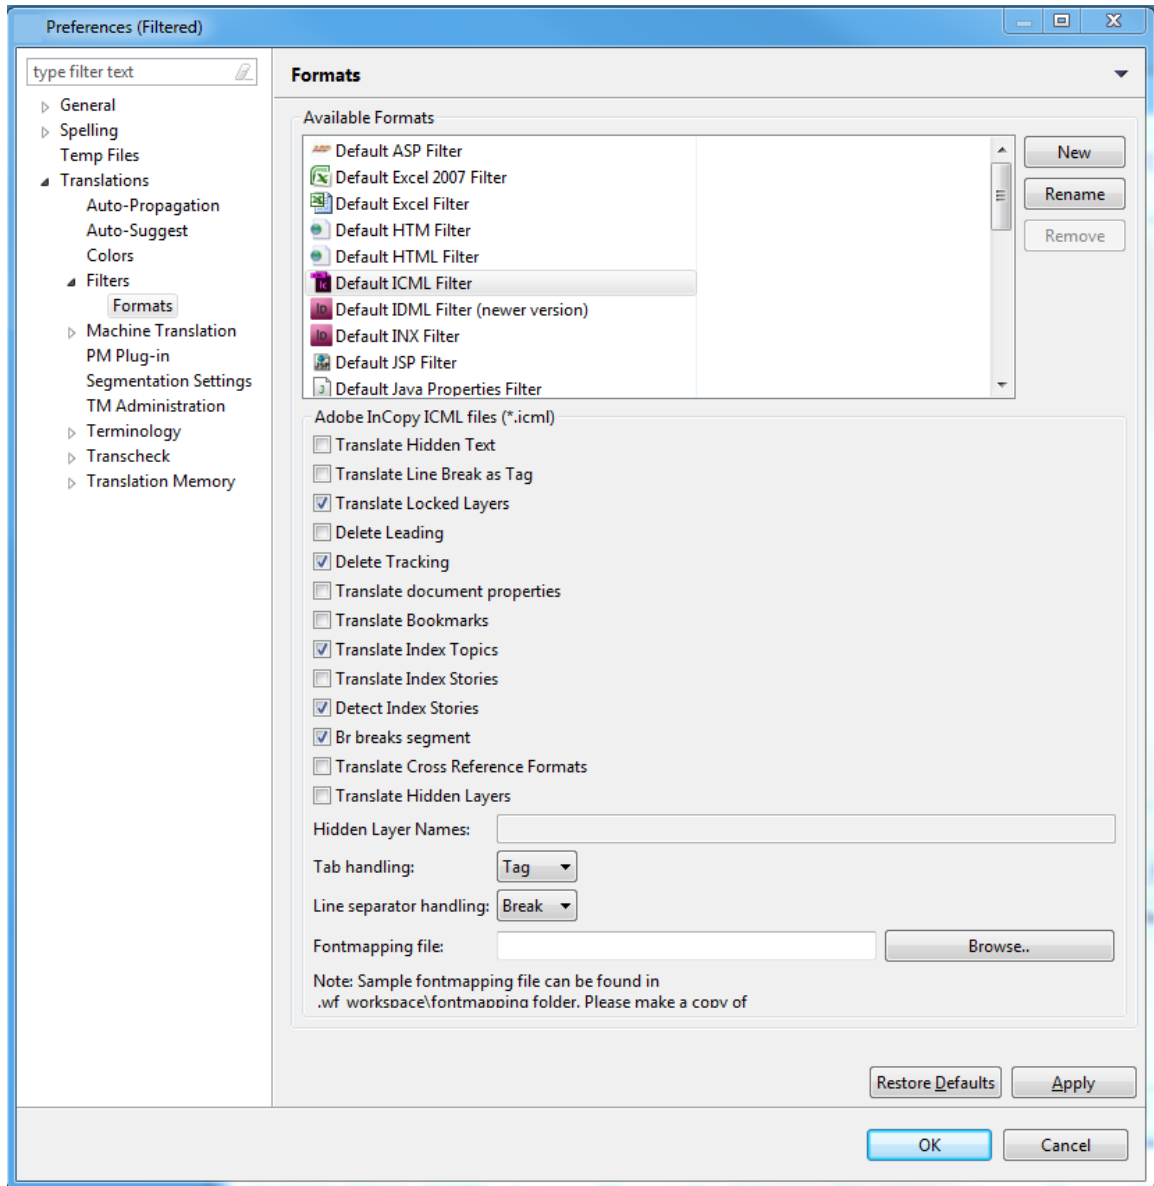 Preferences (Filtered)
type filter text
General
Spelling
Temp Files
Translations
Auto-Propagation
Auto-Suggest
Colors
Filters
Formats
Machine Translation
PM Plug-in
Segmentation Settings
TM Administration
Terminology
Transcheck
Translation Memory
Formats
Available Formats
Default ASP Filter
Default Excel 2007 Filter
Default Excel Filter
Default HTM Filter
Default HTML Filter
Default ICML Filter
Default IDML Filter (newer version)
Default INX Filter
Default JSP Filter
Default Java Properties Filter
New
Rename
Remove
Adobe InCopy ICML files (*.icml)
Translate Hidden Text
Translate Line Break as Tag
Translate Locked Layers
Delete Leading
Delete Tracking
Translate document properties
Translate Bookmarks
Translate Index Topics
Translate Index Stories
Detect Index Stories
Br breaks segment
Translate Cross Reference Formats
Translate Hidden Layers
Hidden Layer Names:
Tab handling: Tag
Line separator handling: Break
Fontmapping file: Browse..
Note: Sample fontmapping file can be found in
.wf_workspace\fontmapping folder. Please make a copy of
Restore Defaults Apply
OK Cancel